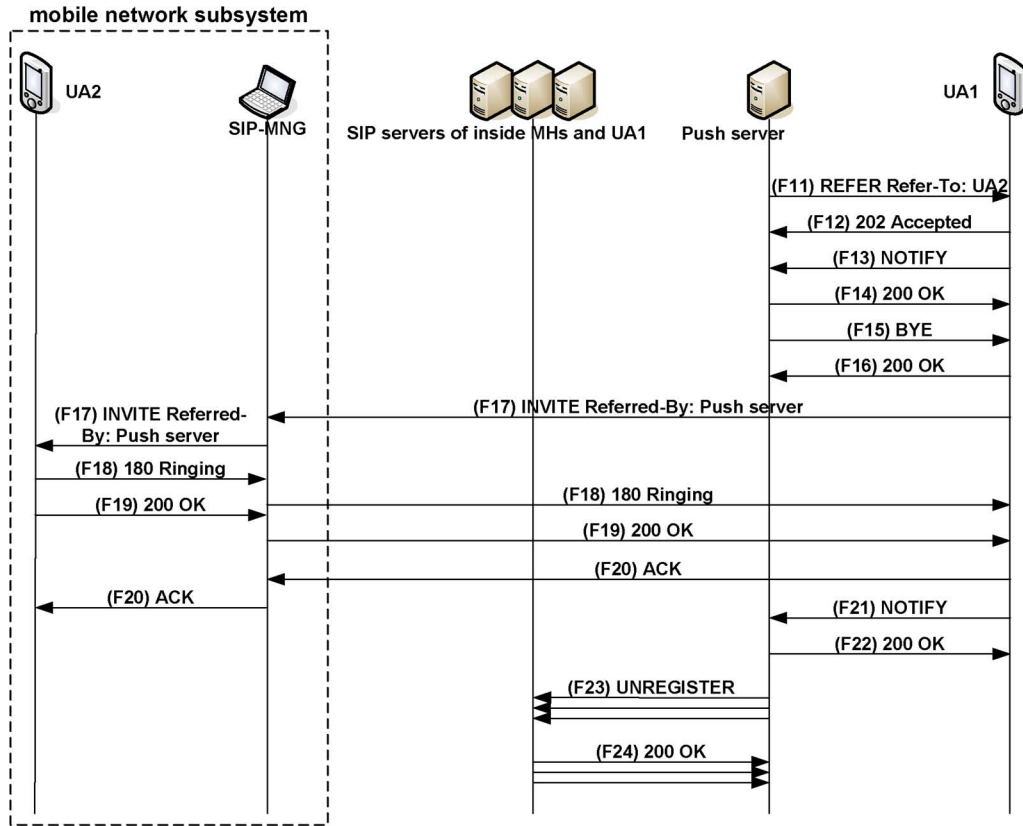 mobile network subsystem
UA2
SIP-MNG
SIP servers of inside MHs and UA1
Push server
UA1
(F11) REFER Refer-To: UA2
(F12) 202 Accepted
(F13) NOTIFY
(F14) 200 OK
(F15) BYE
(F16) 200 OK
(F17) INVITE Referred-By: Push server
(F17) INVITE Referred-
By: Push server
(F18) 180 Ringing
(F18) 180 Ringing
(F19) 200 OK
(F19) 200 OK
(F20) ACK
(F20) ACK
(F21) NOTIFY
(F22) 200 OK
(F23) UNREGISTER
(F24) 200 OK